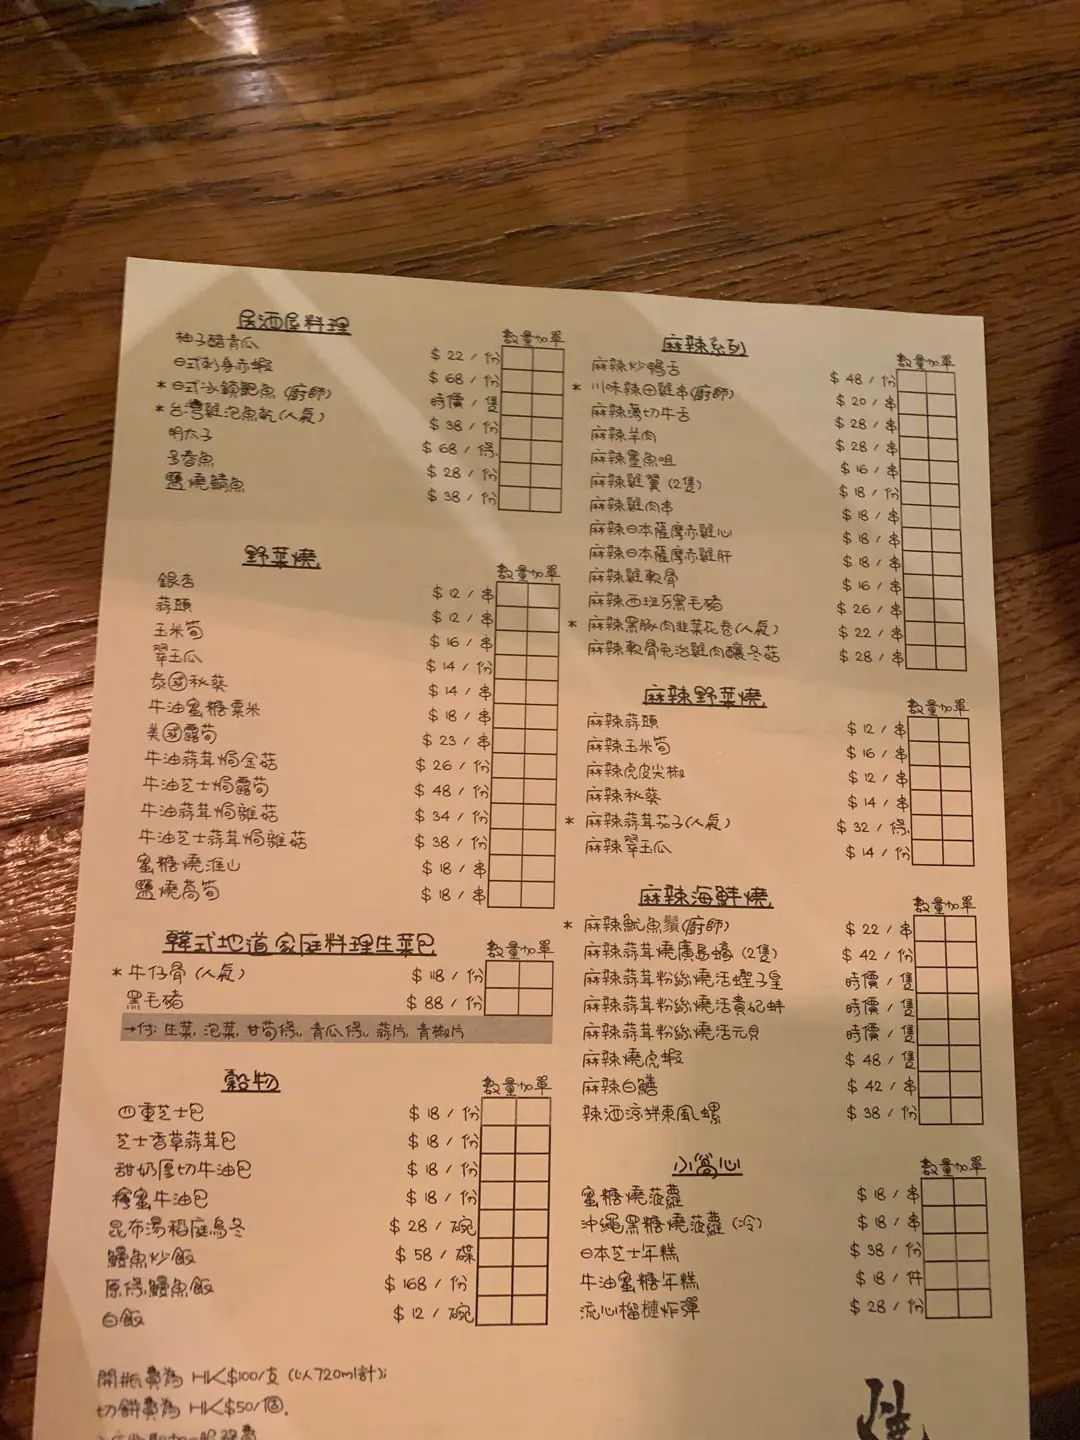 居酒屋料理
數量 加單
柚子醋青瓜 $22/份
日式刺身赤蝦 $68/份
*日式冰鎮鮑魚(廚師) 時價/隻
*台灣雞泡魚乾(人氣) $38/份
明太子 $68/條
多春魚 $28/份
鹽燒鯖魚 $38/份
野菜燒
數量 加單
銀杏 $12/串
蒜頭 $12/串
玉米筍 $16/串
翠玉瓜 $14/份
泰國秋葵 $14/串
牛油蜜糖粟米 $18/串
美國露筍 $23/串
牛油蒜茸焗金菇 $26/份
牛油芝士焗露筍 $48/份
牛油蒜茸焗雜菇 $34/份
牛油芝士蒜茸焗雜菇 $38/份
蜜糖燒淮山 $18/串
鹽燒萵筍 $18/串
韓式地道家庭料理生菜包
數量 加單
*牛仔骨(人氣) $118/份
黑毛豬 $88/份
→付: 生菜, 泡菜, 甘筍條, 青瓜條, 蒜片, 青椒片
穀物
數量 加單
四重芝士包 $18/份
芝士香草蒜茸包 $18/份
甜奶厚切牛油包 $18/份
檸蜜牛油包 $18/份
昆布湯稻庭烏冬 $28/碗
鰻魚炒飯 $58/碟
原條鰻魚飯 $168/份
白飯 $12/碗
開瓶費為 HK$100/支 (以720ml計);
切餅費為 HK$50/個.
麻辣系列
數量 加單
麻辣炒鴨舌 $48/份
*川味辣田雞串(廚師) $20/串
麻辣薄切牛舌 $28/串
麻辣羊肉 $28/串
麻辣墨魚咀 $16/串
麻辣雞翼(2隻) $18/份
麻辣雞肉串 $18/串
麻辣日本薩摩赤雞心 $18/串
麻辣日本薩摩赤雞肝 $18/串
麻辣雞軟骨 $16/串
麻辣西班牙黑毛豬 $26/串
*麻辣黑豚肉韭菜花卷(人氣) $22/串
麻辣軟骨免治雞肉釀冬菇 $28/串
麻辣野菜燒
數量 加單
麻辣蒜頭 $12/串
麻辣玉米筍 $16/串
麻辣虎皮尖椒 $12/串
麻辣秋葵 $14/串
*麻辣蒜茸茄子(人氣) $32/條
麻辣翠玉瓜 $14/份
麻辣海鮮燒
數量 加單
*麻辣魷魚鬚(廚師) $22/串
麻辣蒜茸燒廣島蠔(2隻) $42/份
麻辣蒜茸粉絲燒活蟶子皇 時價/隻
麻辣蒜茸粉絲燒活貴妃蚌 時價/隻
麻辣蒜茸粉絲燒活元貝 時價/隻
麻辣燒虎蝦 $48/隻
麻辣白鱔 $42/串
辣酒涼拌東風螺 $38/份
小窩心
數量 加單
蜜糖燒菠蘿 $18/串
沖繩黑糖燒菠蘿(冷) $18/串
日本芝士年糕 $38/份
牛油蜜糖年糕 $18/件
流心榴槤炸彈 $28/份
燒